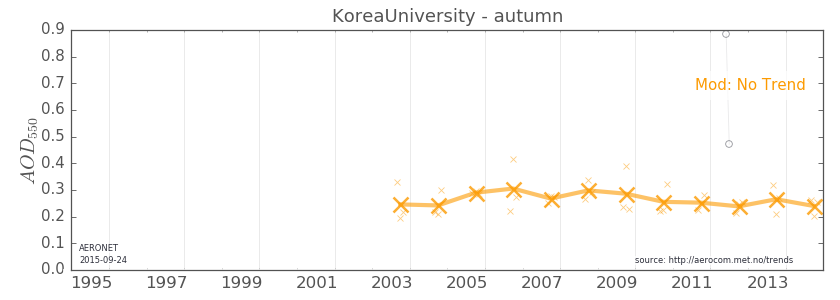 KoreaUniversity - autumn
0.9
0.8
0.7
0.6
0.5
0.4
0.3
0.2
0.1
0.0
AOD550
Mod: No Trend
AERONET
2015-09-24
source: http://aerocom.met.no/trends
1995 1997 1999 2001 2003 2005 2007 2009 2011 2013